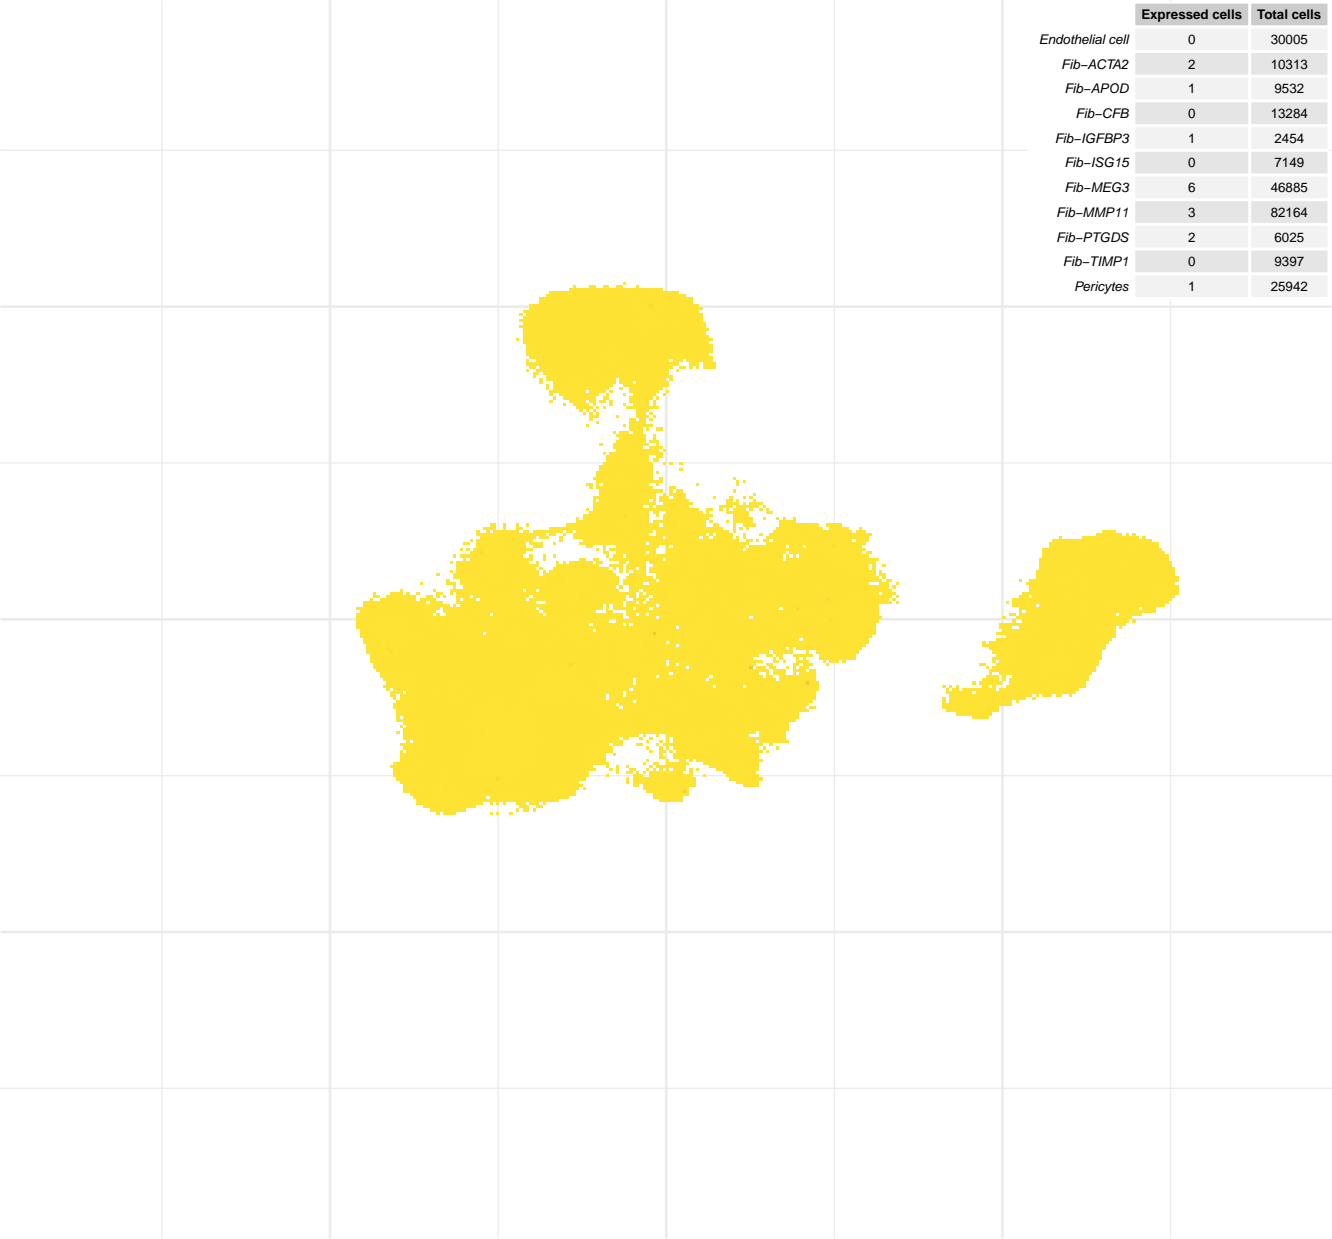 Expressed cells Total cells
Endothelial cell 0 30005
Fib−ACTA2 2 10313
Fib−APOD 1 9532
Fib−CFB 0 13284
Fib−IGFBP3 1 2454
Fib−ISG15 0 7149
Fib−MEG3 6 46885
Fib−MMP11 3 82164
Fib−PTGDS 2 6025
Fib−TIMP1 0 9397
Pericytes 1 25942